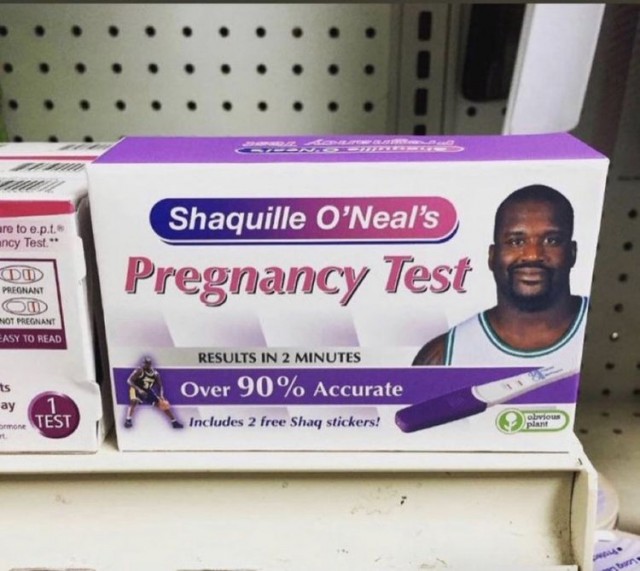 Shaquille O'Neal's
Pregnancy Test
RESULTS IN 2 MINUTES
Over 90% Accurate
Includes 2 free Shaq stickers!
obvious
plant
are to e.p.t.®
ancy Test.**
PREGNANT
NOT PREGNANT
EASY TO READ
1
TEST